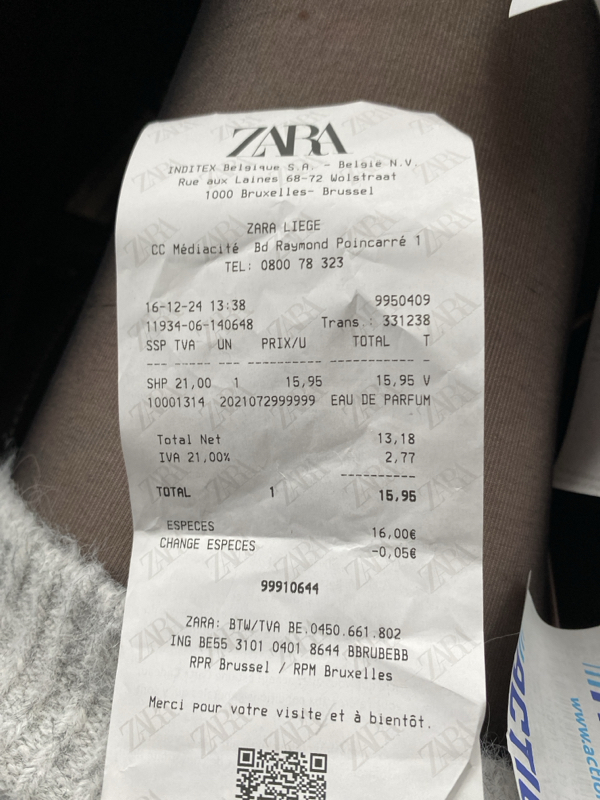 ZARA
INDITEX Belgique S.A. - Belgie N.V.
Rue aux Laines 68-72 Wolstraat
1000 Bruxelles- Brussel
ZARA LIEGE
CC Médiacité Bd Raymond Poincarré 1
TEL: 0800 78 323
16-12-24 13:38 9950409
11934-06-140648 Trans.: 331238
SSP TVA UN PRIX/U TOTAL T
SHP 21,00 1 15,95 15,95 V
10001314 2021072999999 EAU DE PARFUM
Total Net 13,18
IVA 21,00% 2,77
TOTAL 1 15,95
ESPECES 16,00€
CHANGE ESPECES -0,05€
99910644
ZARA: BTW/TVA BE.0450.661.802
ING BE55 3101 0401 8644 BBRUBEBB
RPR Brussel / RPM Bruxelles
Merci pour votre visite et à bientôt.